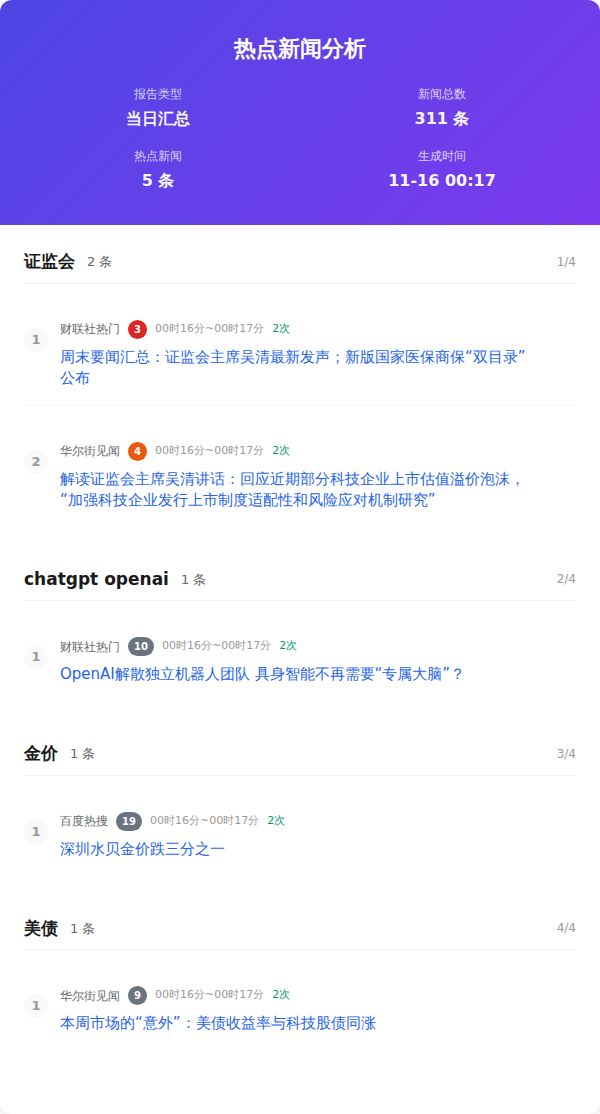 热点新闻分析
报告类型
新闻总数
当日汇总
311 条
热点新闻
生成时间
5 条
11-16 00:17
证监会 2 条 1/4
1
财联社热门 3 00时16分~00时17分 2次
周末要闻汇总：证监会主席吴清最新发声；新版国家医保商保“双目录”
公布
2
华尔街见闻 4 00时16分~00时17分 2次
解读证监会主席吴清讲话：回应近期部分科技企业上市估值溢价泡沫，
“加强科技企业发行上市制度适配性和风险应对机制研究”
chatgpt openai 1 条 2/4
1
财联社热门 10 00时16分~00时17分 2次
OpenAI解散独立机器人团队 具身智能不再需要“专属大脑”？
金价 1 条 3/4
1
百度热搜 19 00时16分~00时17分 2次
深圳水贝金价跌三分之一
美债 1 条 4/4
1
华尔街见闻 9 00时16分~00时17分 2次
本周市场的“意外”：美债收益率与科技股债同涨